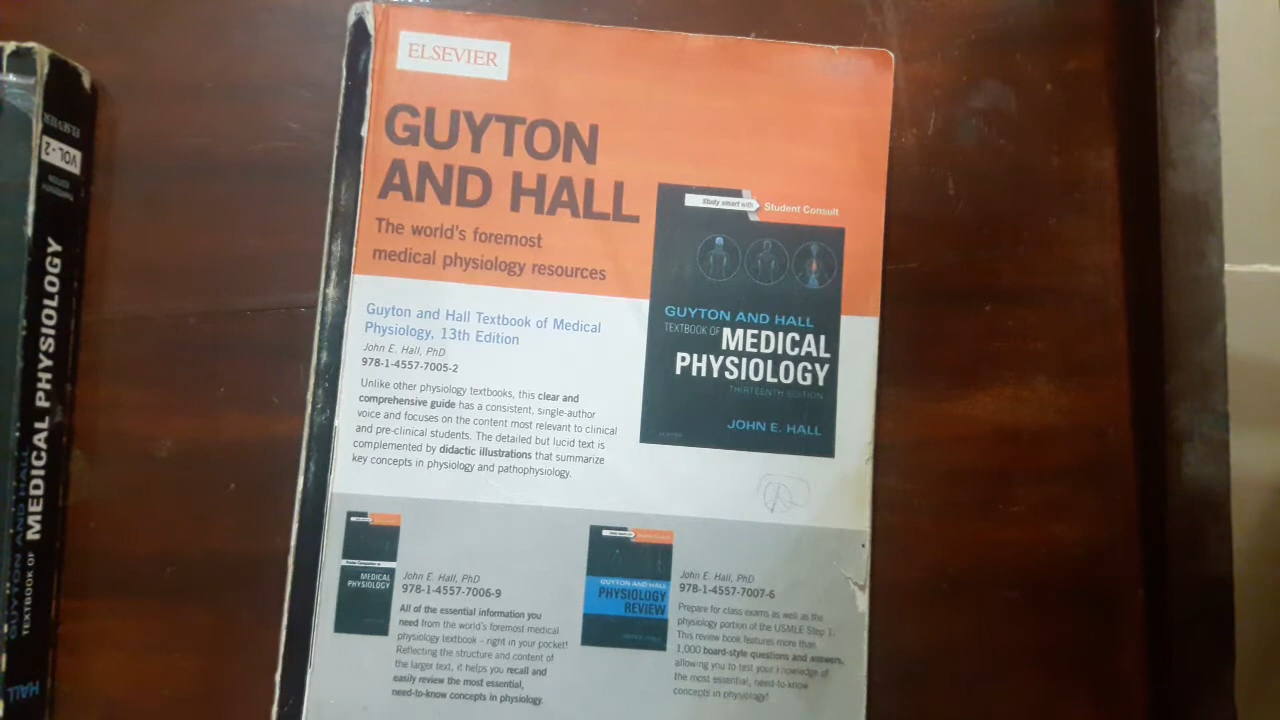 ELSEVIER
VOL-2
THIRTEENTH EDITION
TEXTBOOK OF MEDICAL PHYSIOLOGY
GUYTON AND HALL
HALL
ELSEVIER
GUYTON
AND HALL
The world's foremost
medical physiology resources
Study smart with Student Consult
GUYTON AND HALL
TEXTBOOK OF MEDICAL
PHYSIOLOGY
THIRTEENTH EDITION
JOHN E. HALL
ELSEVIER
Guyton and Hall Textbook of Medical
Physiology, 13th Edition
John E. Hall, PhD
978-1-4557-7005-2
Unlike other physiology textbooks, this clear and
comprehensive guide has a consistent, single-author
voice and focuses on the content most relevant to clinical
and pre-clinical students. The detailed but lucid text is
complemented by didactic illustrations that summarize
key concepts in physiology and pathophysiology.
MEDICAL
PHYSIOLOGY
John E. Hall, PhD
978-1-4557-7006-9
All of the essential information you
need from the world's foremost medical
physiology textbook – right in your pocket!
Reflecting the structure and content of
the larger text, it helps you recall and
easily review the most essential,
need-to-know concepts in physiology.
GUYTON AND HALL
PHYSIOLOGY
REVIEW
John E. Hall, PhD
978-1-4557-7007-6
Prepare for class exams as well as the
physiology portion of the USMLE Step 1.
This review book features more than
1,000 board-style questions and answers,
allowing you to test your knowledge of
the most essential, need-to-know
concepts in physiology!